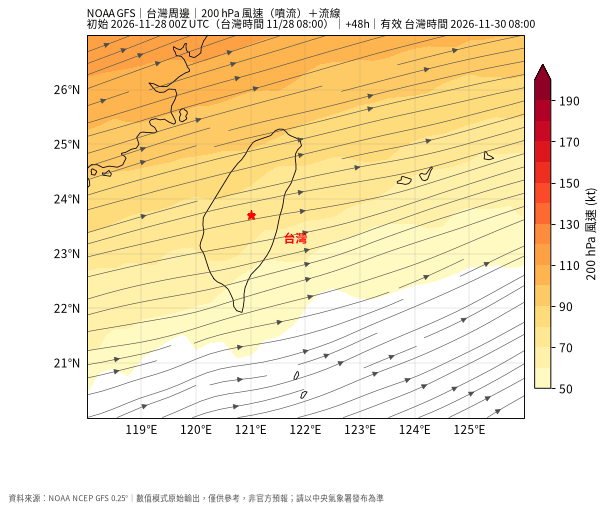 NOAA GFS｜台灣周邊｜200 hPa 風速（噴流）＋流線
初始 2026-11-28 00Z UTC（台灣時間 11/28 08:00）｜+48h｜有效 台灣時間 2026-11-30 08:00
26°N
25°N
24°N
23°N
22°N
21°N
119°E
120°E
121°E
122°E
123°E
124°E
125°E
台灣
190
170
150
130
110
90
70
50
200 hPa 風速 (kt)
資料來源：NOAA NCEP GFS 0.25°｜數值模式原始輸出，僅供參考，非官方預報；請以中央氣象署發布為準